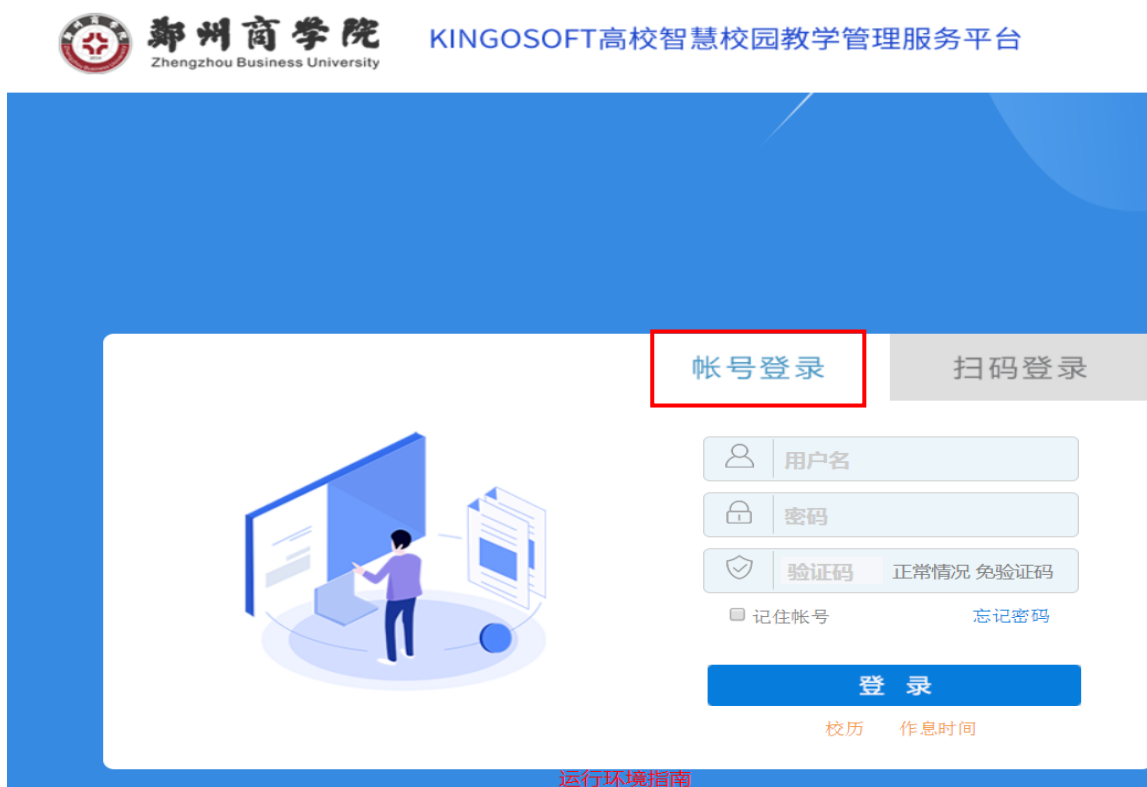 鄭州商学院
Zhengzhou Business University
KINGOSOFT高校智慧校园教学管理服务平台
帐号登录
扫码登录
用户名
密码
验证码 正常情况 免验证码
记住帐号
忘记密码
登 录
校历 作息时间
运行环境指南